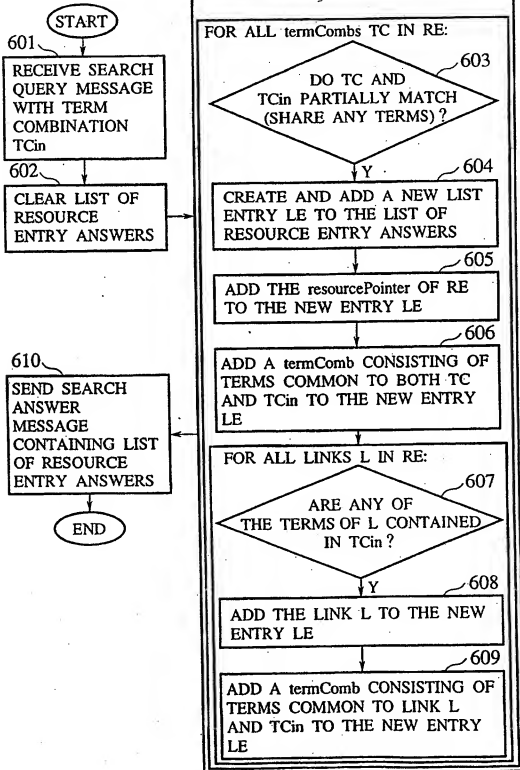 START
601
RECEIVE SEARCH
QUERY MESSAGE
WITH TERM
COMBINATION
TCin
602
CLEAR LIST OF
RESOURCE
ENTRY ANSWERS
FOR ALL termCombs TC IN RE:
603
DO TC AND
TCin PARTIALLY MATCH
(SHARE ANY TERMS) ?
Y
604
CREATE AND ADD A NEW LIST
ENTRY LE TO THE LIST OF
RESOURCE ENTRY ANSWERS
605
ADD THE resourcePointer OF RE
TO THE NEW ENTRY LE
606
ADD A termComb CONSISTING OF
TERMS COMMON TO BOTH TC
AND TCin TO THE NEW ENTRY
LE
FOR ALL LINKS L IN RE:
607
ARE ANY OF
THE TERMS OF L CONTAINED
IN TCin ?
Y
608
ADD THE LINK L TO THE NEW
ENTRY LE
609
ADD A termComb CONSISTING OF
TERMS COMMON TO LINK L
AND TCin TO THE NEW ENTRY
LE
610
SEND SEARCH
ANSWER
MESSAGE
CONTAINING LIST
OF RESOURCE
ENTRY ANSWERS
END